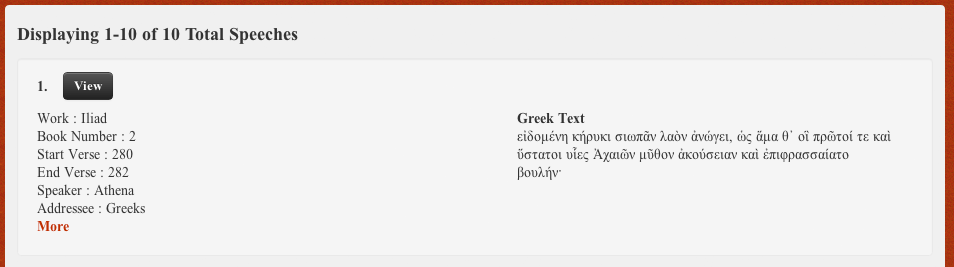 Displaying 1-10 of 10 Total Speeches
1. View
Work : Iliad
Book Number : 2
Start Verse : 280
End Verse : 282
Speaker : Athena
Addressee : Greeks
More
Greek Text
εἰδομένη κήρυκι σιωπᾶν λαὸν ἀνώγει, ὡς ἅμα θ᾽ οἳ πρῶτοί τε καὶ
ὕστατοι υἷες Ἀχαιῶν μῦθον ἀκούσειαν καὶ ἐπιφρασσαίατο
βουλήν·